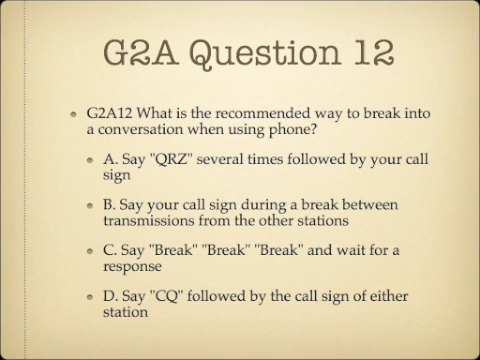 G2A Question 12
G2A12 What is the recommended way to break into
a conversation when using phone?
A. Say "QRZ" several times followed by your call
sign
B. Say your call sign during a break between
transmissions from the other stations
C. Say "Break" "Break" "Break" and wait for a
response
D. Say "CQ" followed by the call sign of either
station